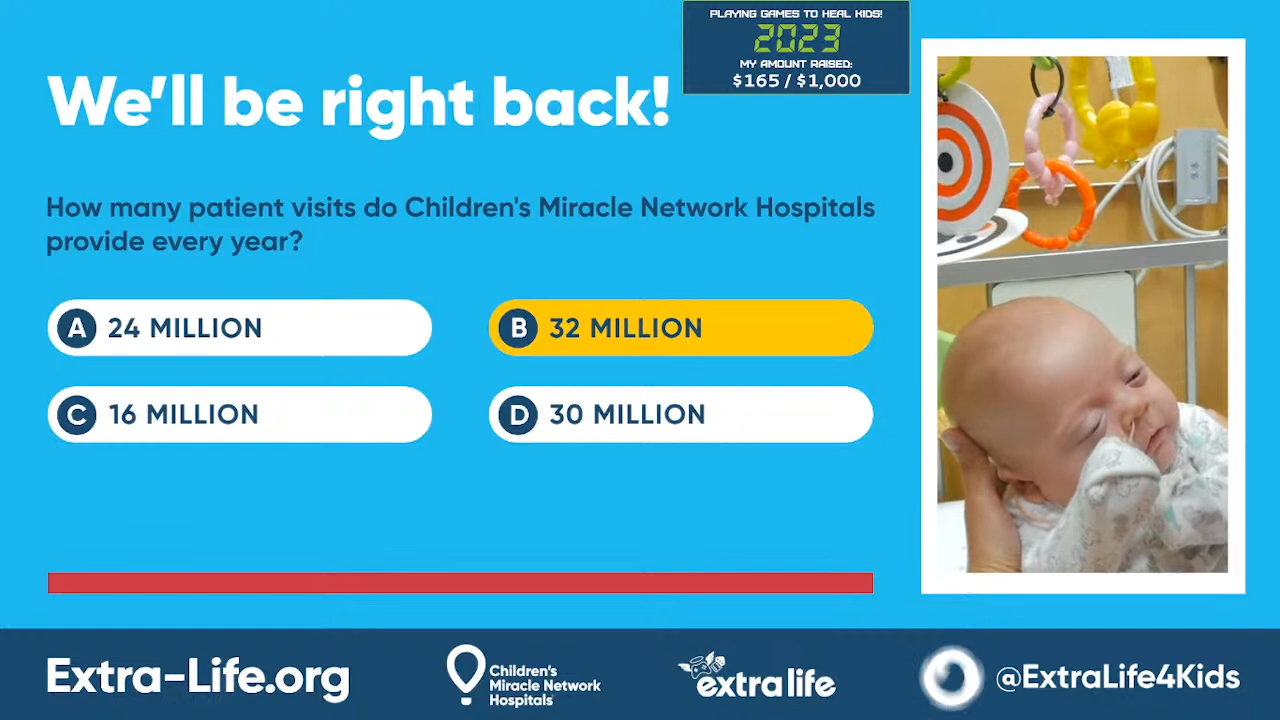 PLAYING GAMES TO HEAL KIDS!
2023
MY AMOUNT RAISED:
$165 / $1,000
We'll be right back!
How many patient visits do Children's Miracle Network Hospitals
provide every year?
A 24 MILLION
B 32 MILLION
C 16 MILLION
D 30 MILLION
Extra-Life.org
Children's
Miracle Network
Hospitals
extra life
@ExtraLife4Kids